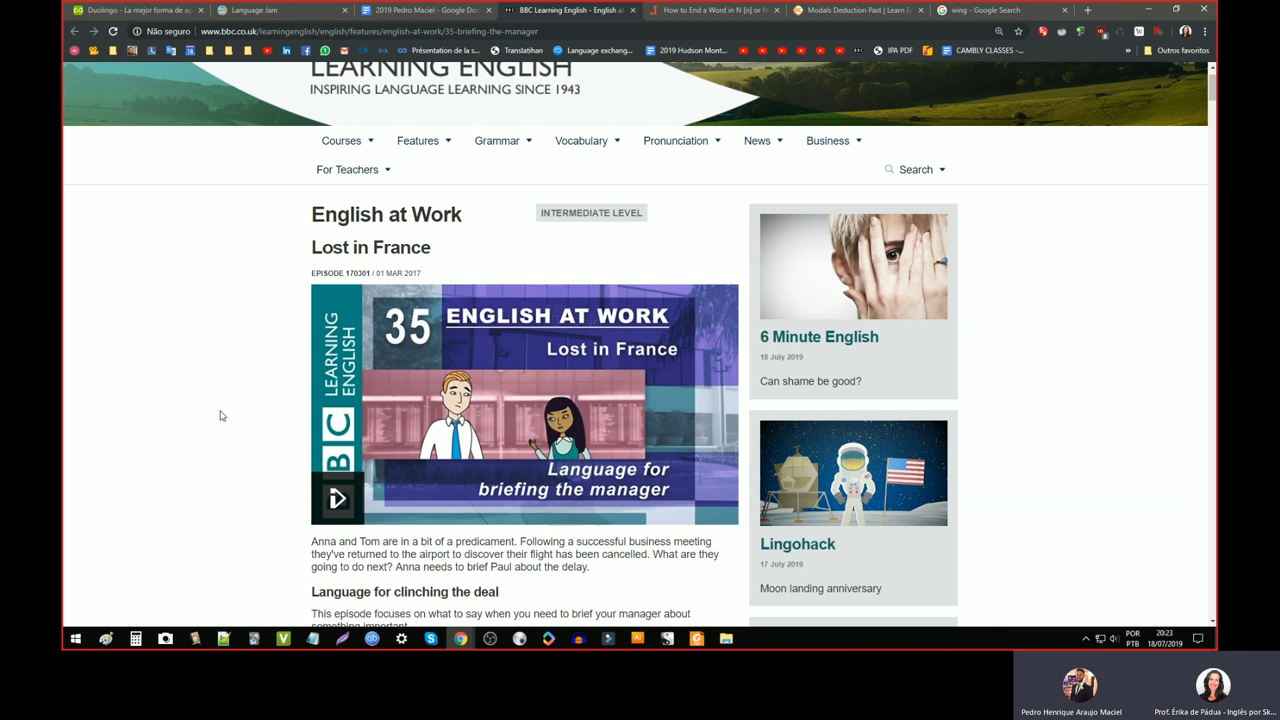 Duolingo - La mejor forma de ap
Language Jam
2019 Pedro Maciel - Google Doc
BBC Learning English - English a
How to End a Word in N [n] or
Modals Deduction Past | Learn E
wing - Google Search
Não seguro
www.bbc.co.uk/learningenglish/english/features/english-at-work/35-briefing-the-manager
Présentation de la s...
Translatihan
Language exchang...
2019 Hudson Mont...
IPA PDF
CAMBLY CLASSES -...
»
Outros favoritos
LEARNING ENGLISH
INSPIRING LANGUAGE LEARNING SINCE 1943
Courses
Features
Grammar
Vocabulary
Pronunciation
News
Business
For Teachers
Search
English at Work
INTERMEDIATE LEVEL
Lost in France
EPISODE 170301 / 01 MAR 2017
BBC
LEARNING
ENGLISH
35
ENGLISH AT WORK
Lost in France
Language for
briefing the manager
Anna and Tom are in a bit of a predicament. Following a successful business meeting
they've returned to the airport to discover their flight has been cancelled. What are they
going to do next? Anna needs to brief Paul about the delay.
Language for clinching the deal
This episode focuses on what to say when you need to brief your manager about
something important.
6 Minute English
18 July 2019
Can shame be good?
Lingohack
17 July 2019
Moon landing anniversary
POR
PTB
20:23
18/07/2019
Pedro Henrique Araujo Maciel
Prof. Érika de Pádua - Inglês por Sk...